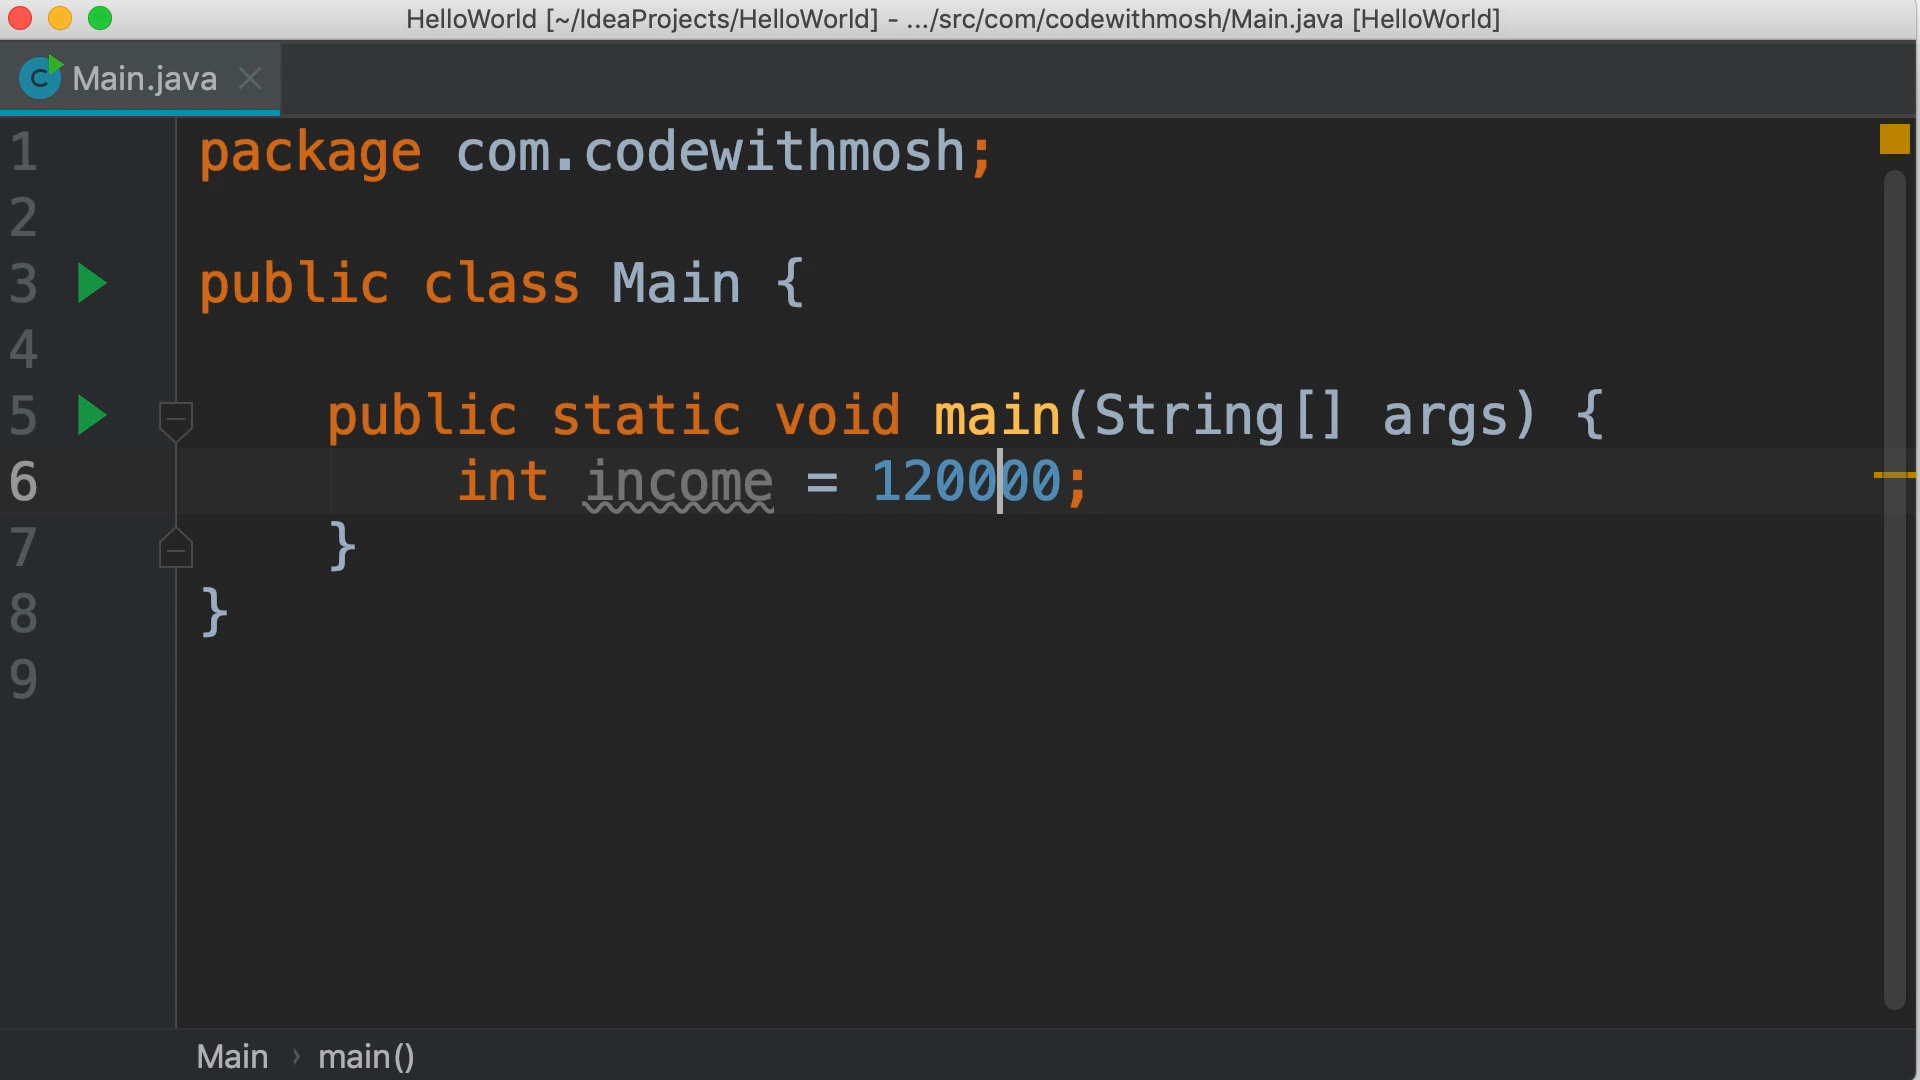 HelloWorld [~/IdeaProjects/HelloWorld] - .../src/com/codewithmosh/Main.java [HelloWorld]
C Main.java
1 package com.codewithmosh;
2
3 public class Main {
4
5 public static void main(String[] args) {
6 int income = 120000;
7 }
8 }
9
Main › main()